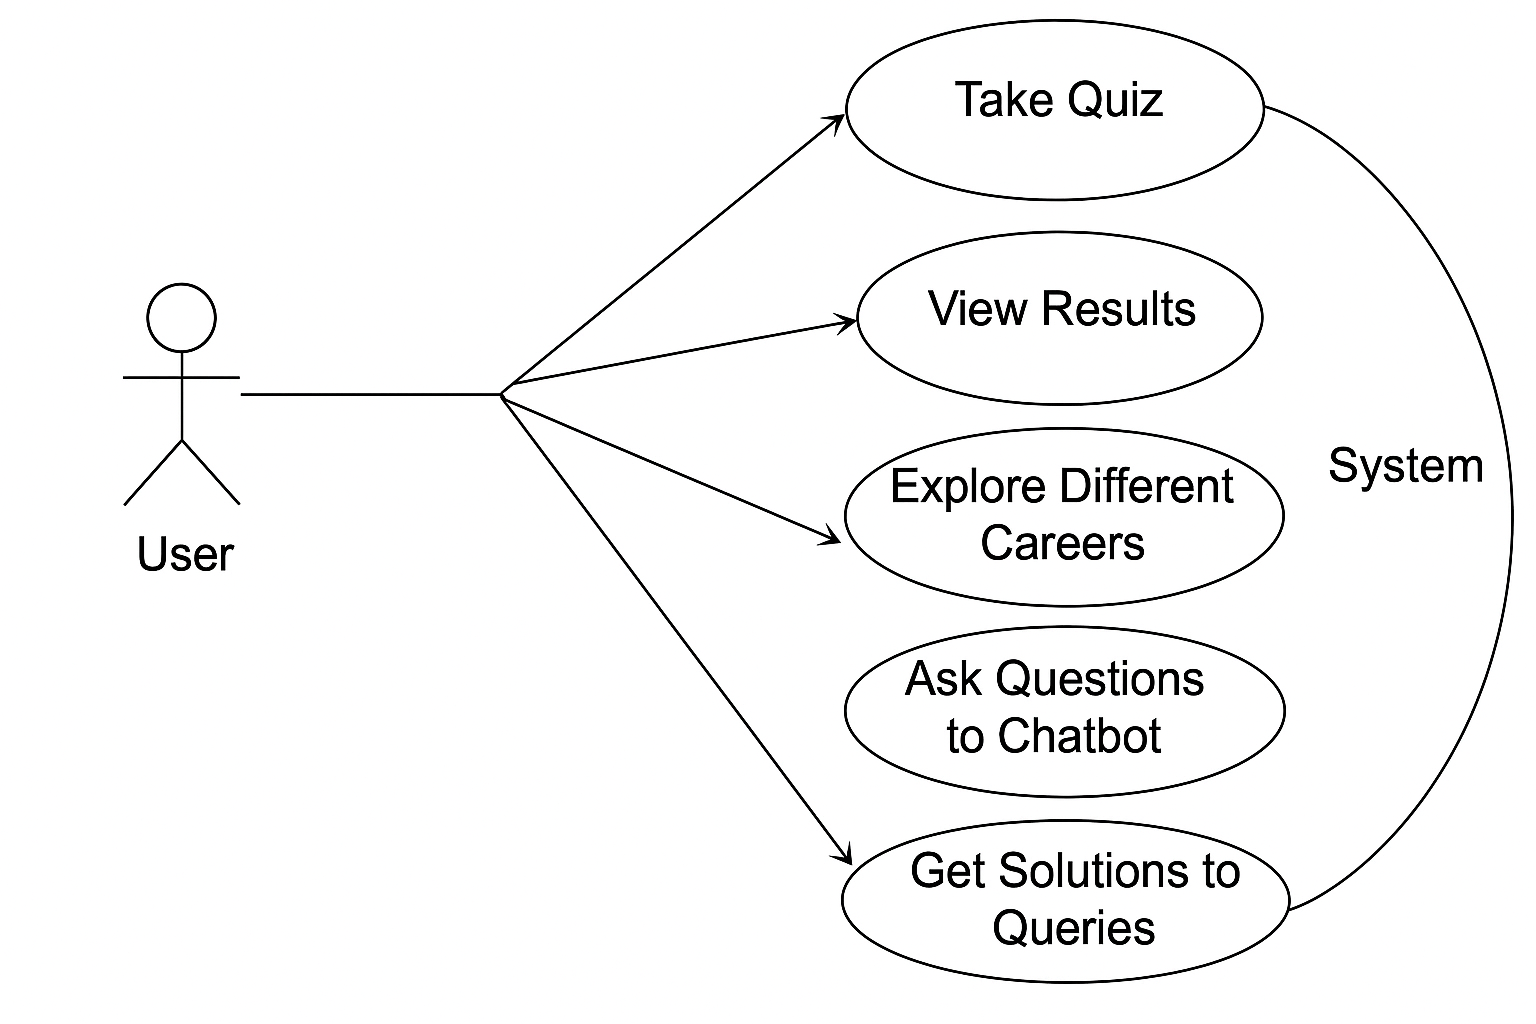 Take Quiz
View Results
Explore Different
Careers
System
User
Ask Questions
to Chatbot
Get Solutions to
Queries